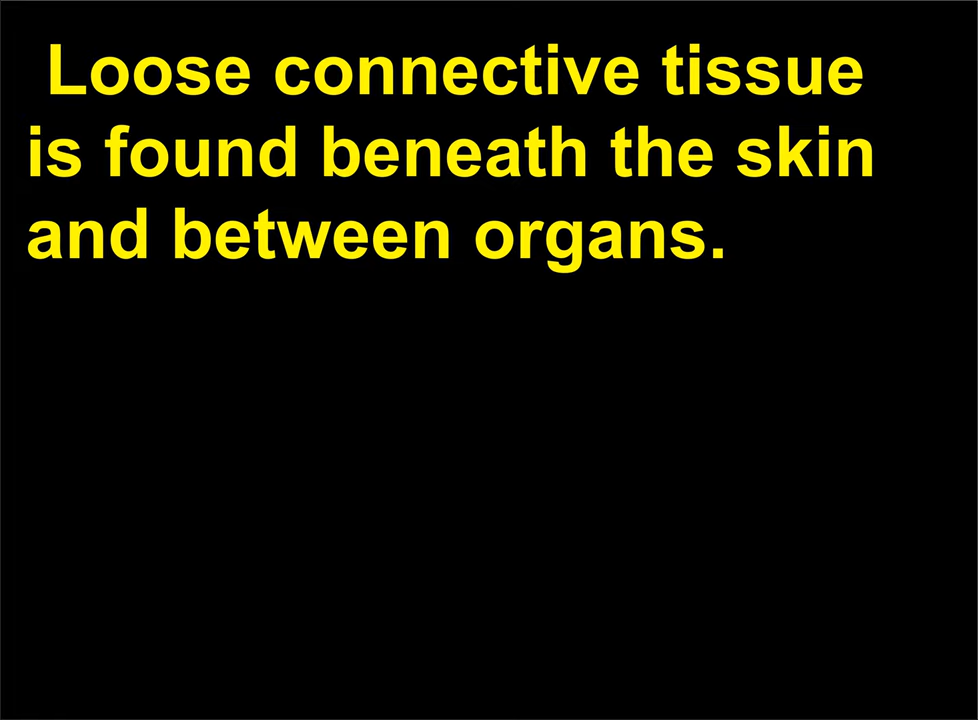 Loose connective tissue
is found beneath the skin
and between organs.